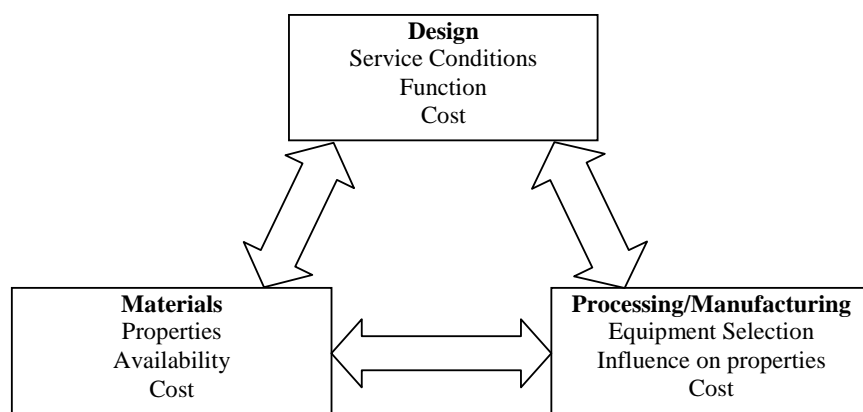 Design
Service Conditions
Function
Cost
Materials
Properties
Availability
Cost
Processing/Manufacturing
Equipment Selection
Influence on properties
Cost